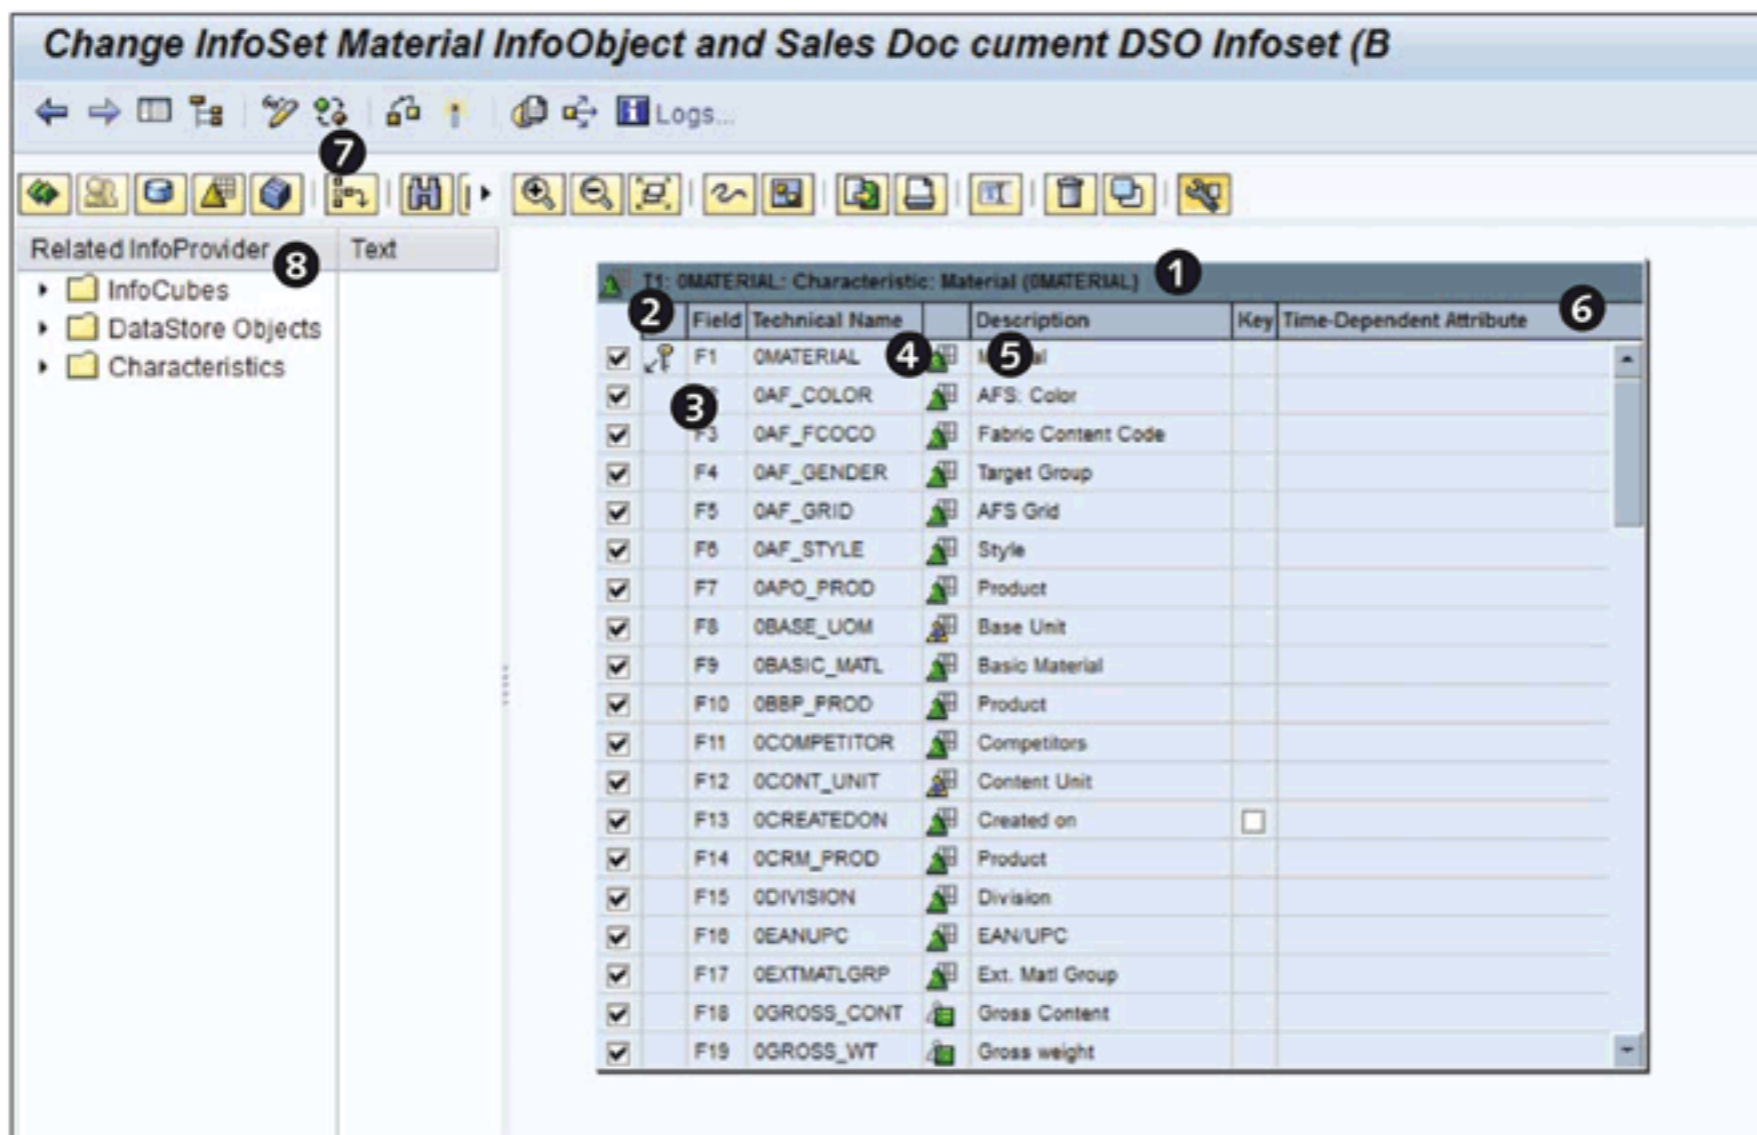 Change InfoSet Material InfoObject and Sales Doc cument DSO Infoset (B
Logs...
7
Related InfoProvider 8 Text
InfoCubes
DataStore Objects
Characteristics
T1: 0MATERIAL: Characteristic: Material (0MATERIAL) 1
2 Field Technical Name Description Key Time-Dependent Attribute 6
F1 0MATERIAL 4 5
3 0AF_COLOR AFS: Color
F3 0AF_FCOCO Fabric Content Code
F4 0AF_GENDER Target Group
F5 0AF_GRID AFS Grid
F6 0AF_STYLE Style
F7 0APO_PROD Product
F8 0BASE_UOM Base Unit
F9 0BASIC_MATL Basic Material
F10 0BBP_PROD Product
F11 0COMPETITOR Competitors
F12 0CONT_UNIT Content Unit
F13 0CREATEDON Created on
F14 0CRM_PROD Product
F15 0DIVISION Division
F16 0EANUPC EAN/UPC
F17 0EXTMATLGRP Ext. Matl Group
F18 0GROSS_CONT Gross Content
F19 0GROSS_WT Gross weight